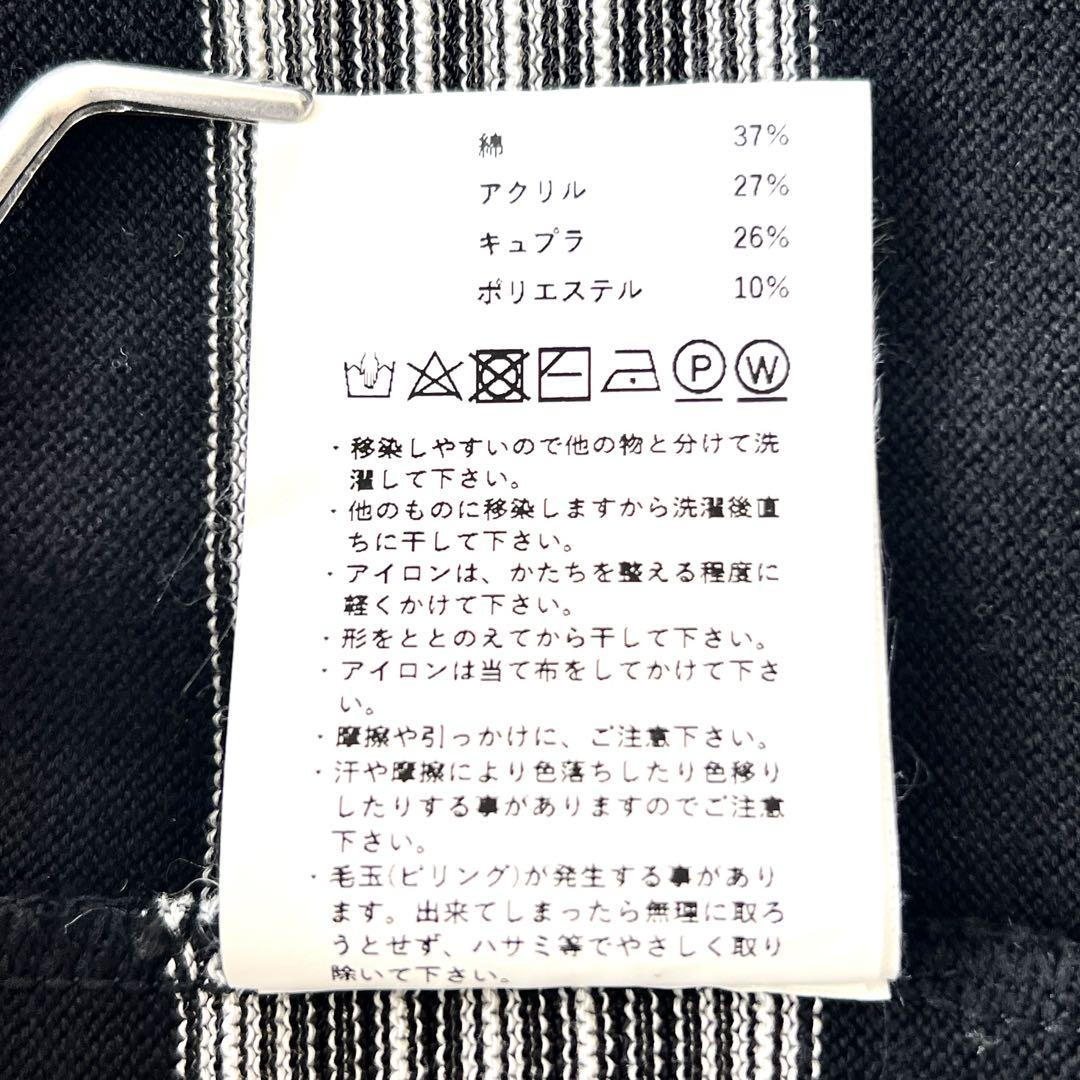 綿 37%
アクリル 27%
キュプラ 26%
ポリエステル 10%
P W
・移染しやすいので他の物と分けて洗
濯して下さい。
・他のものに移染しますから洗濯後直
ちに干して下さい。
・アイロンは、かたちを整える程度に
軽くかけて下さい。
・形をととのえてから干して下さい。
・アイロンは当て布をしてかけて下さ
い。
・摩擦や引っかけに、ご注意下さい。
・汗や摩擦により色落ちしたり色移り
したりする事がありますのでご注意
下さい。
・毛玉(ピリング)が発生する事があり
ます。出来てしまったら無理に取ろ
うとせず、ハサミ等でやさしく取り
除いて下さい。